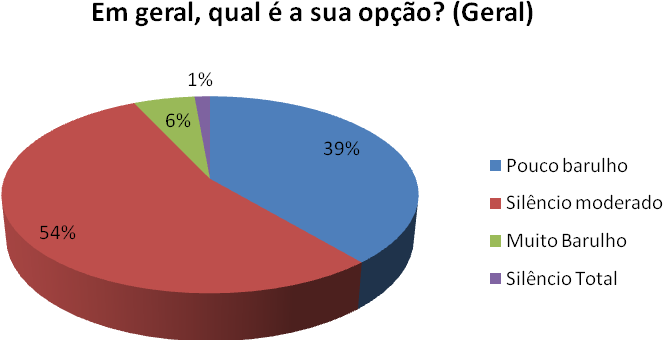 Em geral, qual é a sua opção? (Geral)
1%
6%
39%
54%
Pouco barulho
Silêncio moderado
Muito Barulho
Silêncio Total